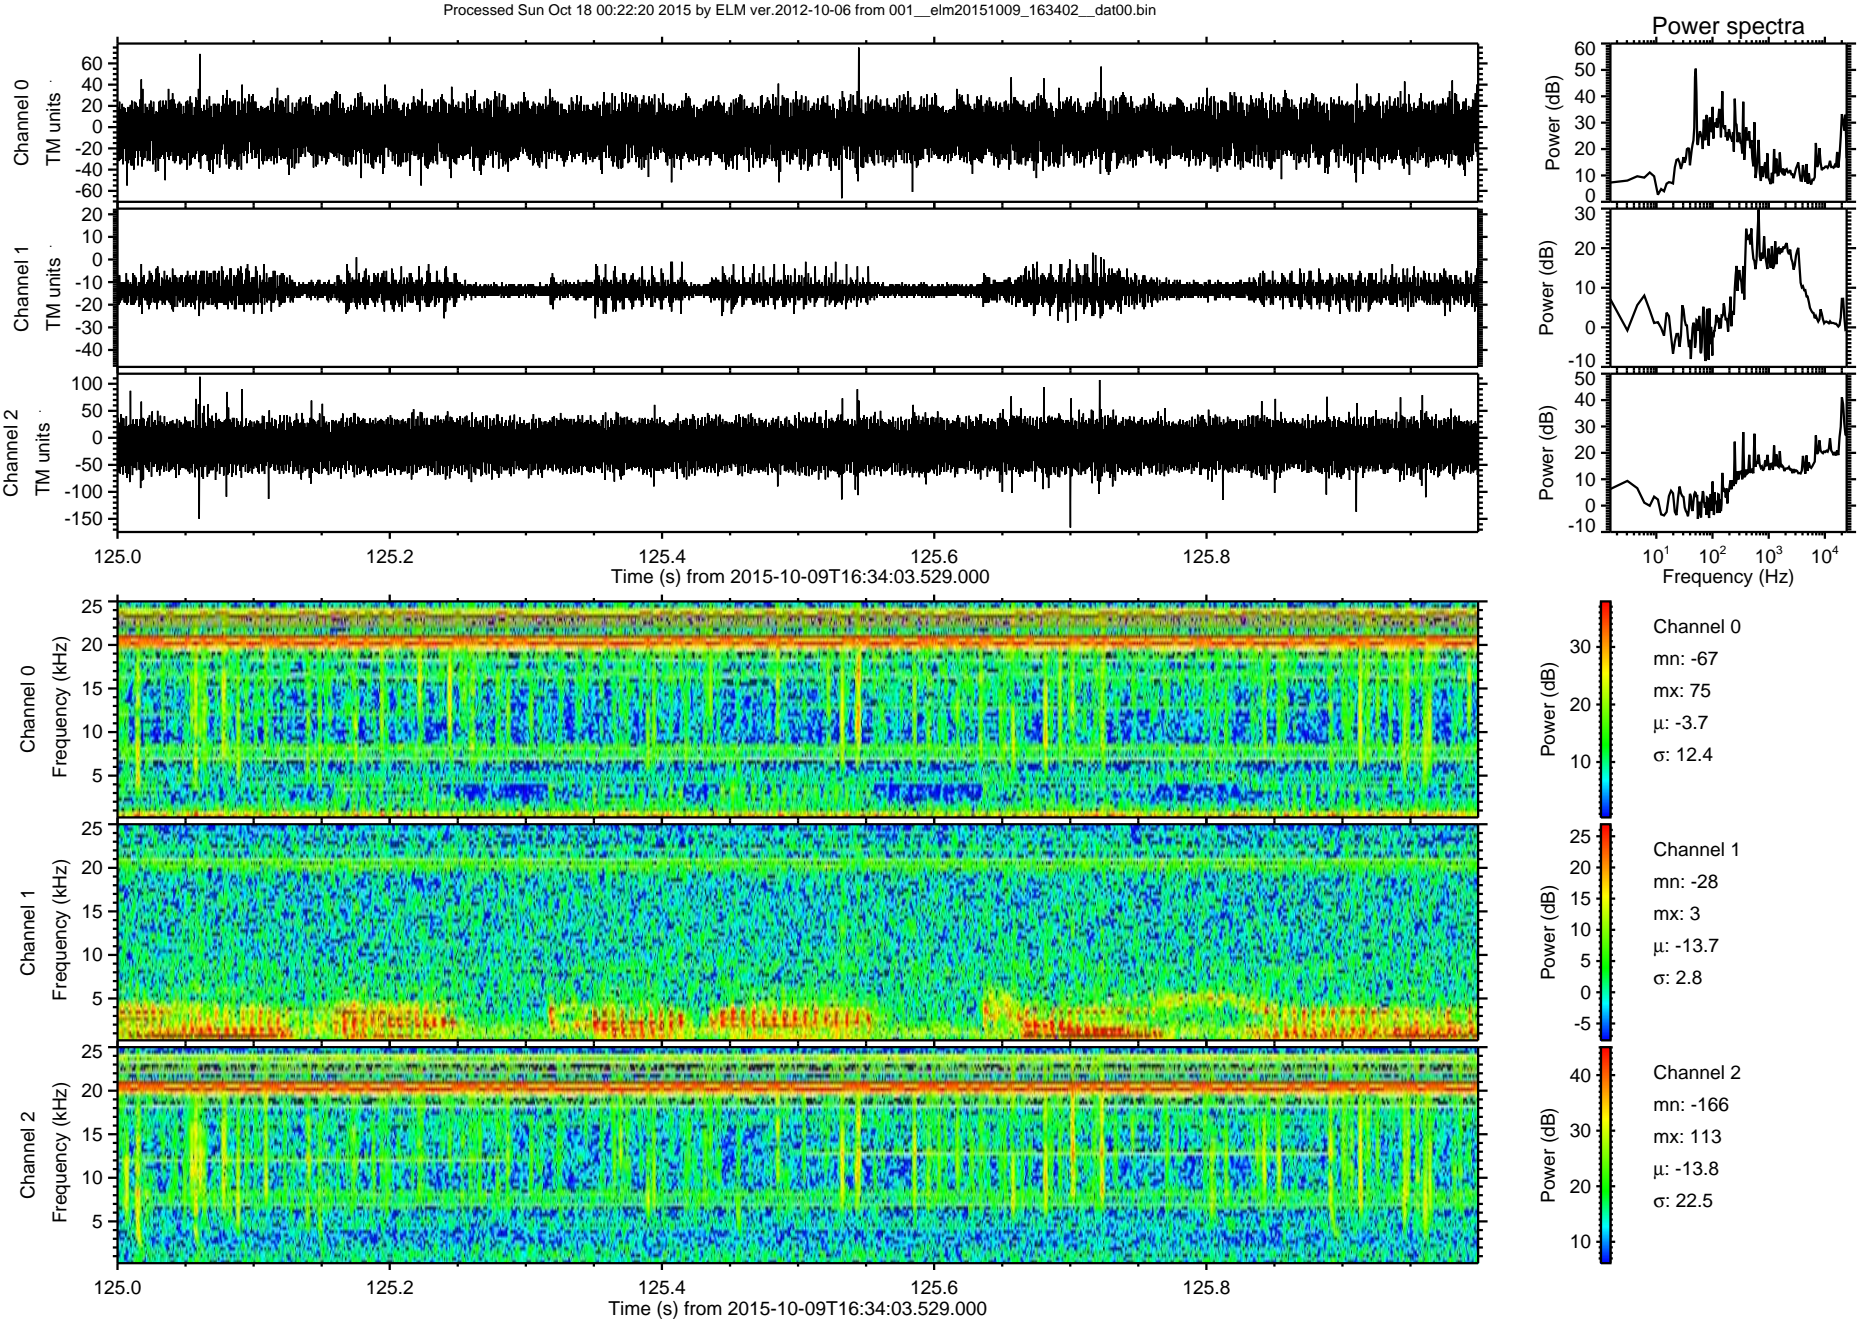 Processed Sun Oct 18 00:22:20 2015 by ELM ver.2012-10-06 from 001__elm20151009_163402__dat00.bin
Power spectra
Channel 0
TM units
60
40
20
0
-20
-40
-60
Power (dB)
60
50
40
30
20
10
0
Channel 1
TM units
20
10
0
-10
-20
-30
-40
Power (dB)
30
20
10
0
-10
Channel 2
TM units
100
50
0
-50
-100
-150
Power (dB)
50
40
30
20
10
0
-10
125.0 125.2 125.4 125.6 125.8
Time (s) from 2015-10-09T16:34:03.529.000
10¹ 10² 10³ 10⁴
Frequency (Hz)
Channel 0
Frequency (kHz)
25
20
15
10
5
Power (dB)
30
20
10
Channel 0
mn: -67
mx: 75
μ: -3.7
σ: 12.4
Channel 1
Frequency (kHz)
25
20
15
10
5
Power (dB)
25
20
15
10
5
0
-5
Channel 1
mn: -28
mx: 3
μ: -13.7
σ: 2.8
Channel 2
Frequency (kHz)
25
20
15
10
5
Power (dB)
40
30
20
10
Channel 2
mn: -166
mx: 113
μ: -13.8
σ: 22.5
125.0 125.2 125.4 125.6 125.8
Time (s) from 2015-10-09T16:34:03.529.000